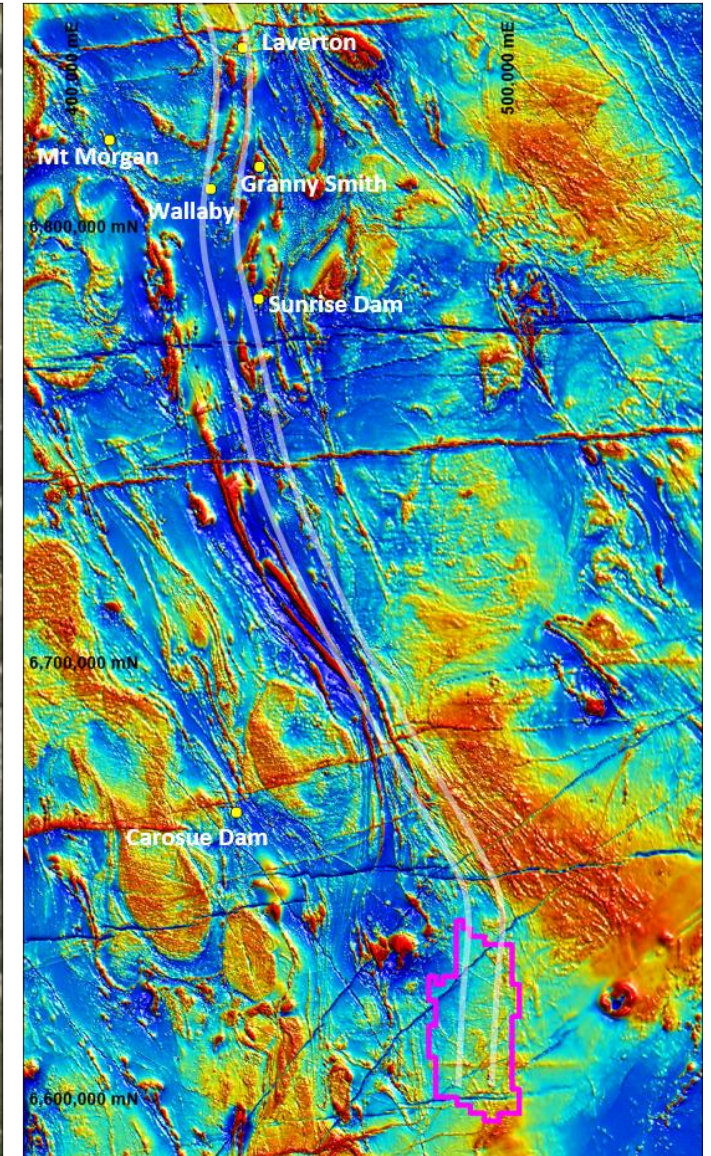 400,000 mE
Laverton
500,000 mE
Mt Morgan
Granny Smith
Wallaby
6,800,000 mN
Sunrise Dam
6,700,000 mN
Carosue Dam
6,600,000 mN